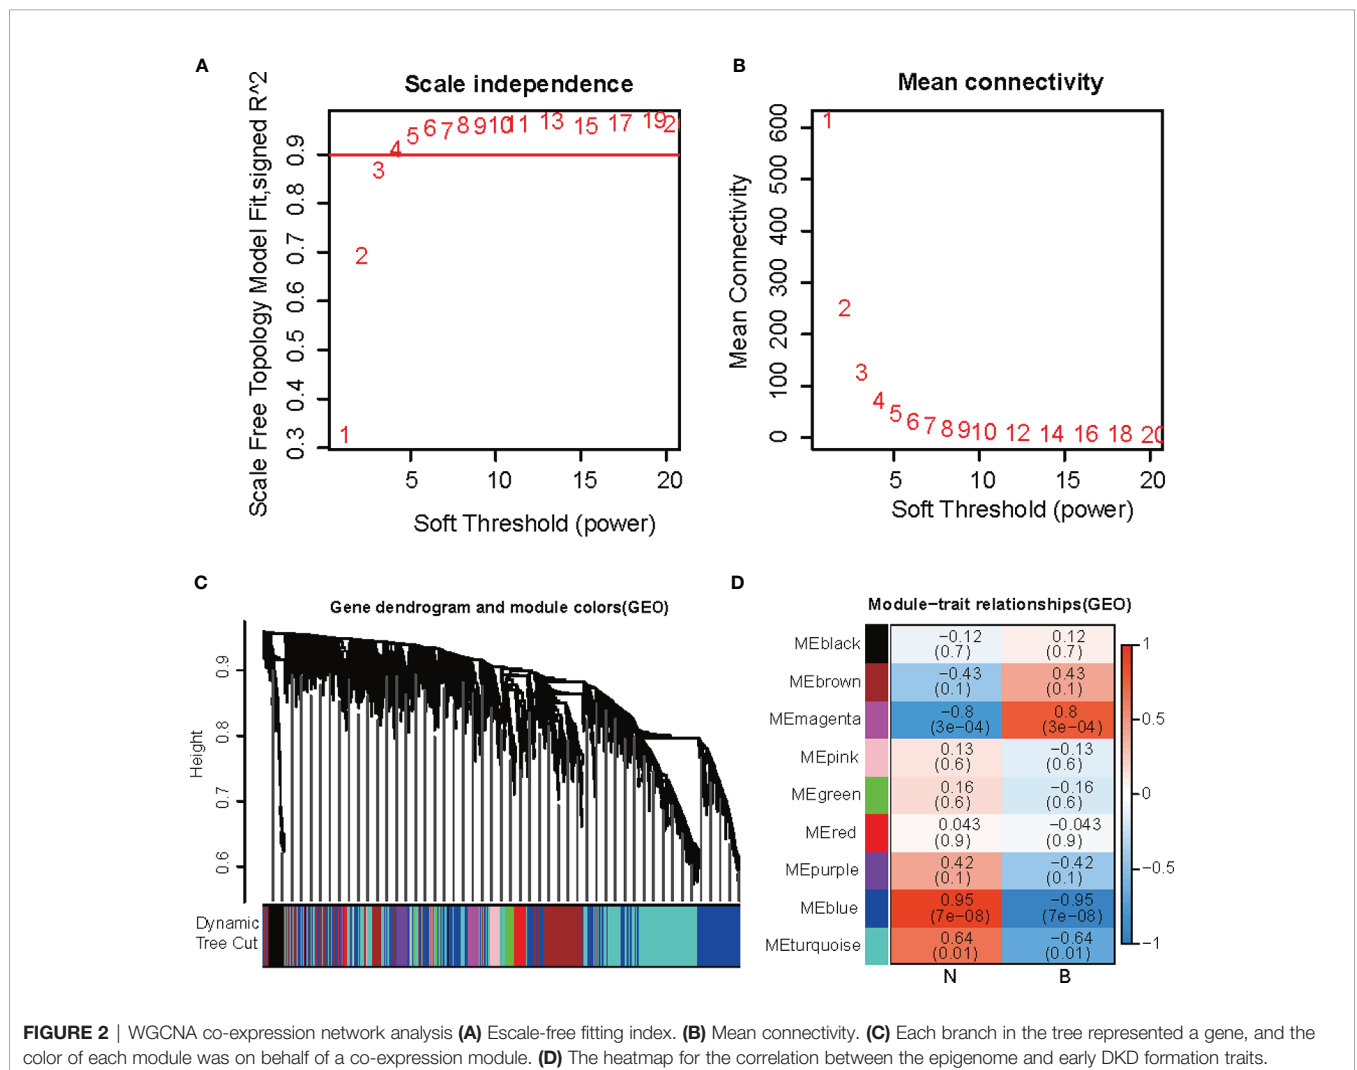 A
Scale independence
Scale Free Topology Model Fit,signed R^2
0.3 0.4 0.5 0.6 0.7 0.8 0.9
1 2 3 4 5 6 7 8 9 10 11 13 15 17 19 2
5 10 15 20
Soft Threshold (power)
B
Mean connectivity
Mean Connectivity
0 100 200 300 400 500 600
1 2 3 4 5 6 7 8 9 10 12 14 16 18 20
5 10 15 20
Soft Threshold (power)
C
Gene dendrogram and module colors(GEO)
Height
0.6 0.7 0.8 0.9
Dynamic
Tree Cut
D
Module−trait relationships(GEO)
MEblack −0.12 0.12
(0.7) (0.7)
MEbrown −0.43 0.43
(0.1) (0.1)
MEmagenta −0.8 0.8
(3e−04) (3e−04)
MEpink 0.13 −0.13
(0.6) (0.6)
MEgreen 0.16 −0.16
(0.6) (0.6)
MEred 0.043 −0.043
(0.9) (0.9)
MEpurple 0.42 −0.42
(0.1) (0.1)
MEblue 0.95 −0.95
(7e−08) (7e−08)
MEturquoise 0.64 −0.64
(0.01) (0.01)
N B
1
0.5
0
−0.5
−1
FIGURE 2 | WGCNA co-expression network analysis (A) Escale-free fitting index. (B) Mean connectivity. (C) Each branch in the tree represented a gene, and the
color of each module was on behalf of a co-expression module. (D) The heatmap for the correlation between the epigenome and early DKD formation traits.